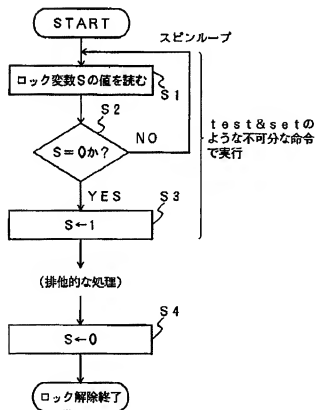 START
スピンループ
ロック変数Sの値を読む
S1
S2
S=0か?
NO
test&setの
ような不可分な命令
で実行
YES
S3
S←1
(排他的な処理)
S4
S←0
ロック解除終了